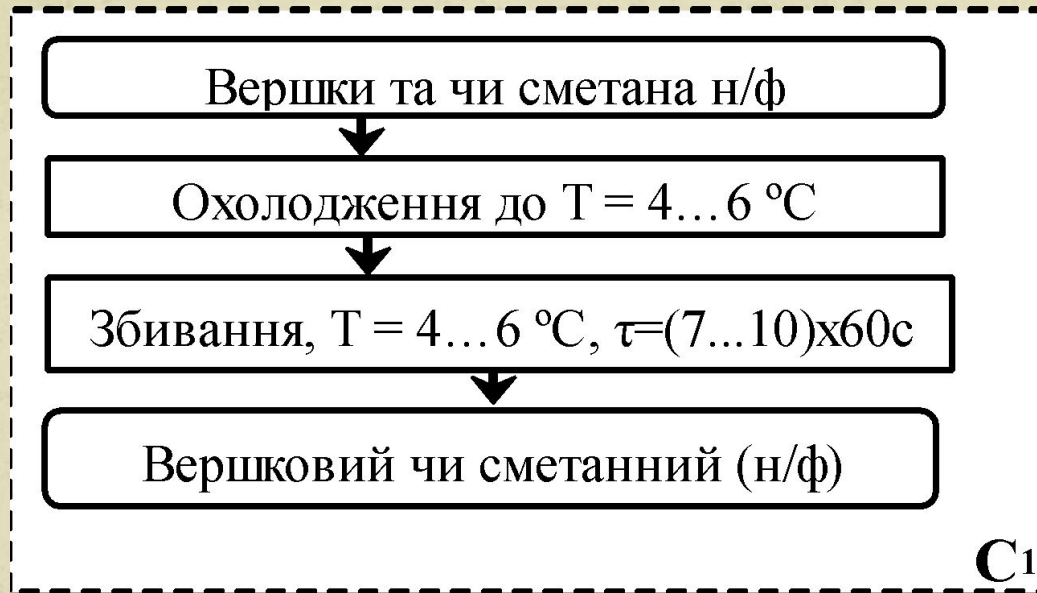 Вершки та чи сметана н/ф
Охолодження до Т = 4…6 ºС
Збивання, Т = 4…6 ºС, τ=(7...10)х60с
Вершковий чи сметанний (н/ф)
С1